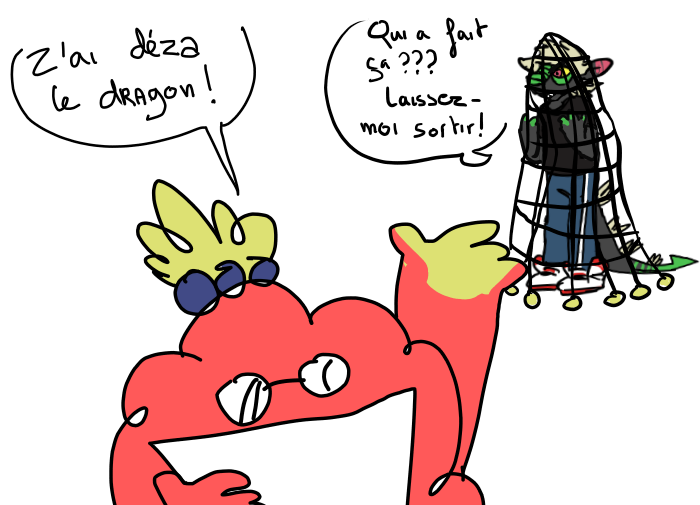 Z'ai déza
le dragon !
Qui a fait
ça ???
Laissez-
moi sortir!